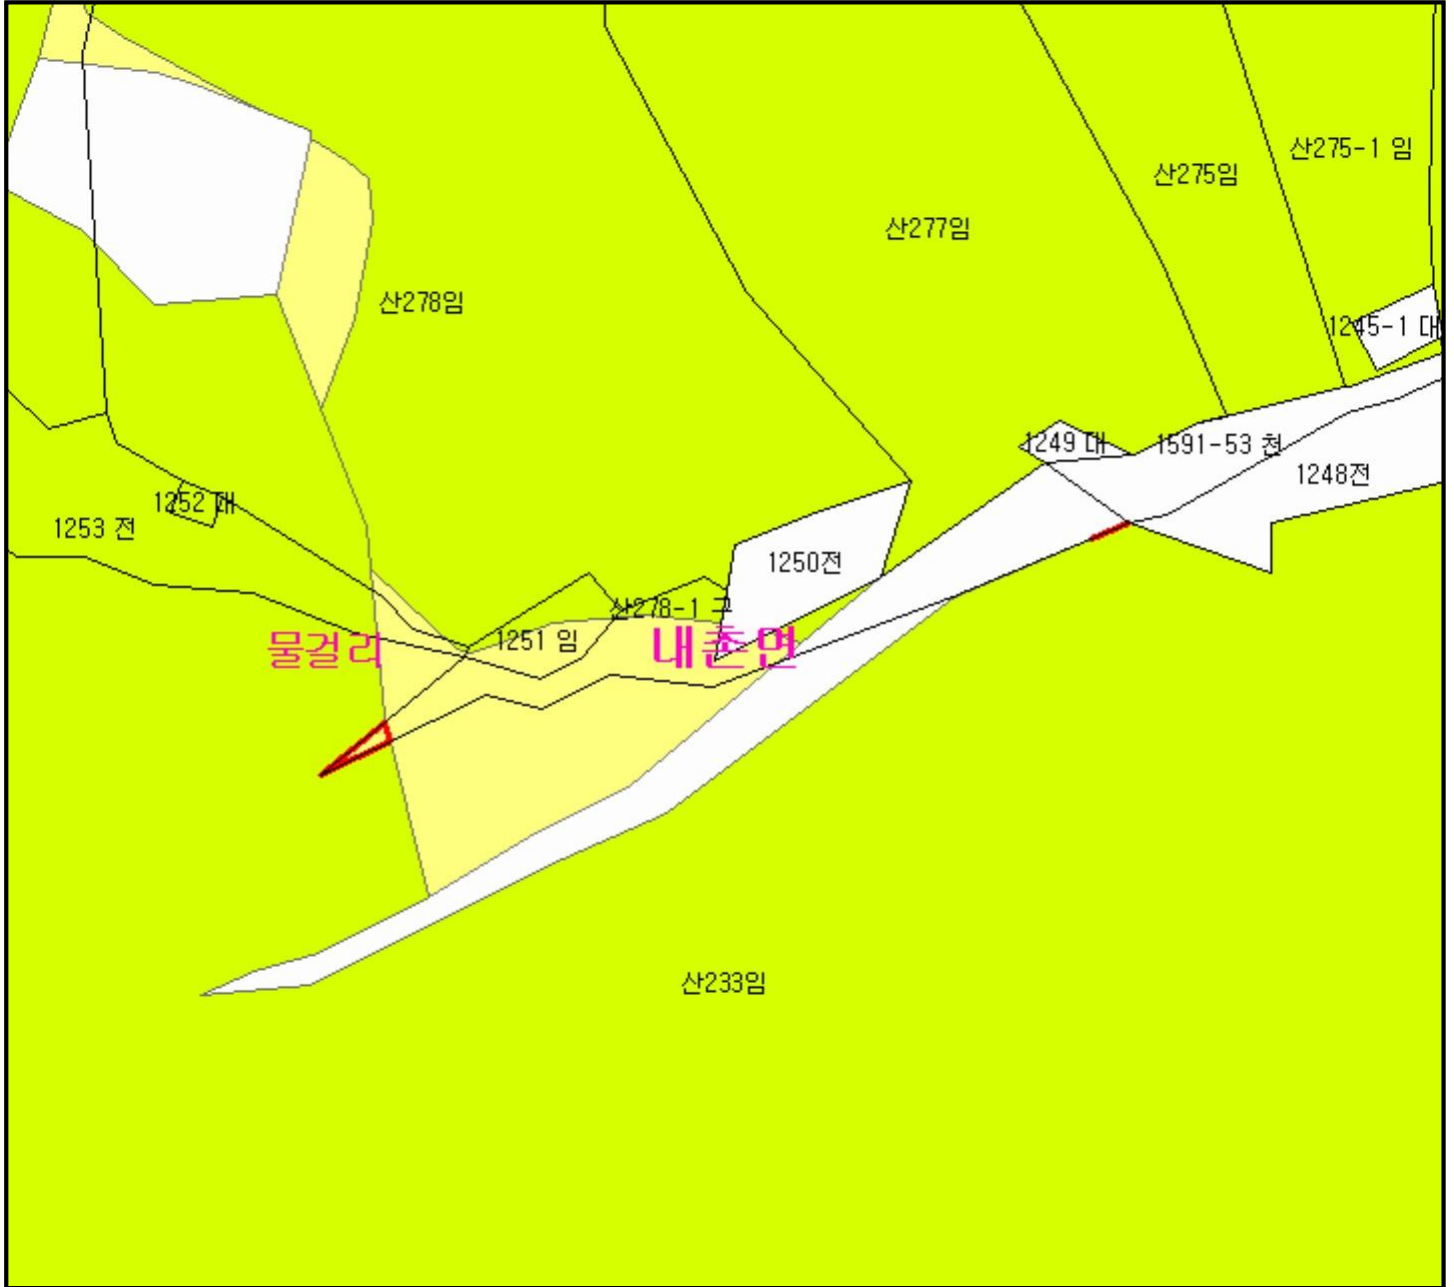 산275-1 임
산275임
산277임
산278임
1245-1 대
1249 대
1591-53 천
1248전
1252 대
1253 전
1250전
산278-1 구
1251 임
물걸리
내촌면
산233임